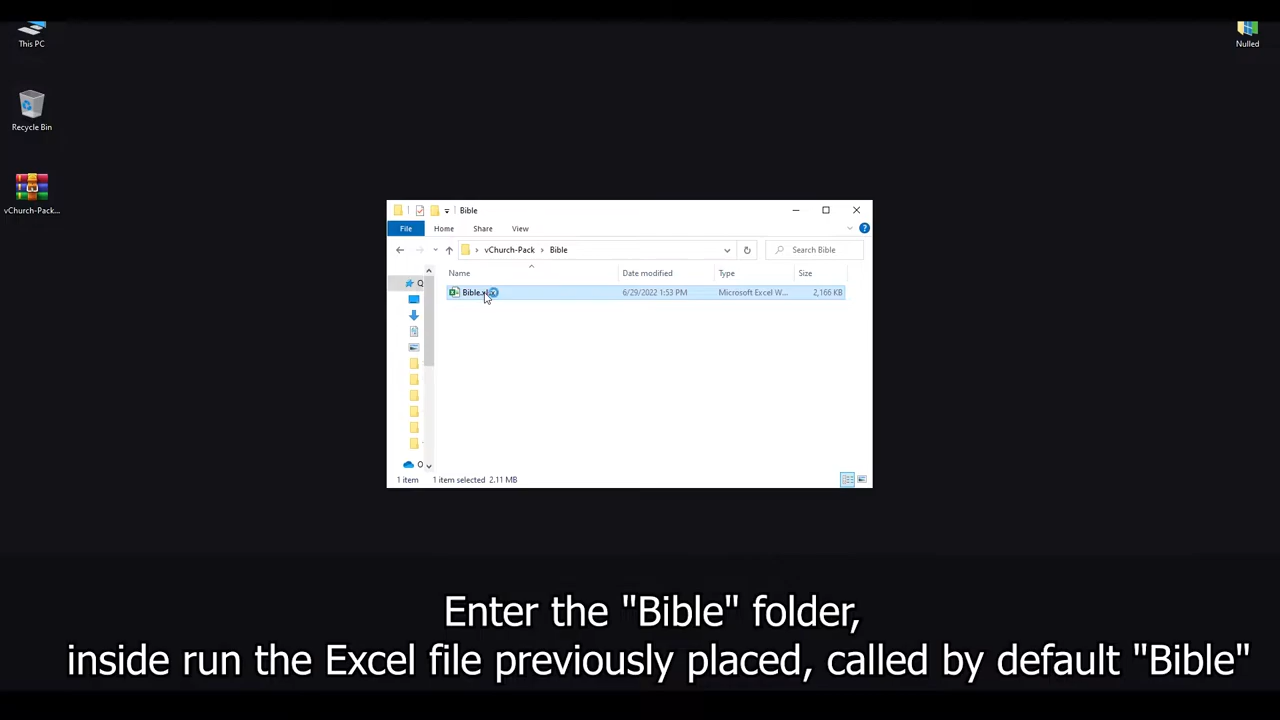 This PC
Nulled
Recycle Bin
vChurch-Pack...
Bible
File Home Share View
vChurch-Pack Bible
Search Bible
Name Date modified Type Size
6/29/2022 1:53 PM Microsoft Excel W... 2,166 KB
1 item 1 item selected 2.11 MB
Enter the "Bible" folder,
inside run the Excel file previously placed, called by default "Bible"